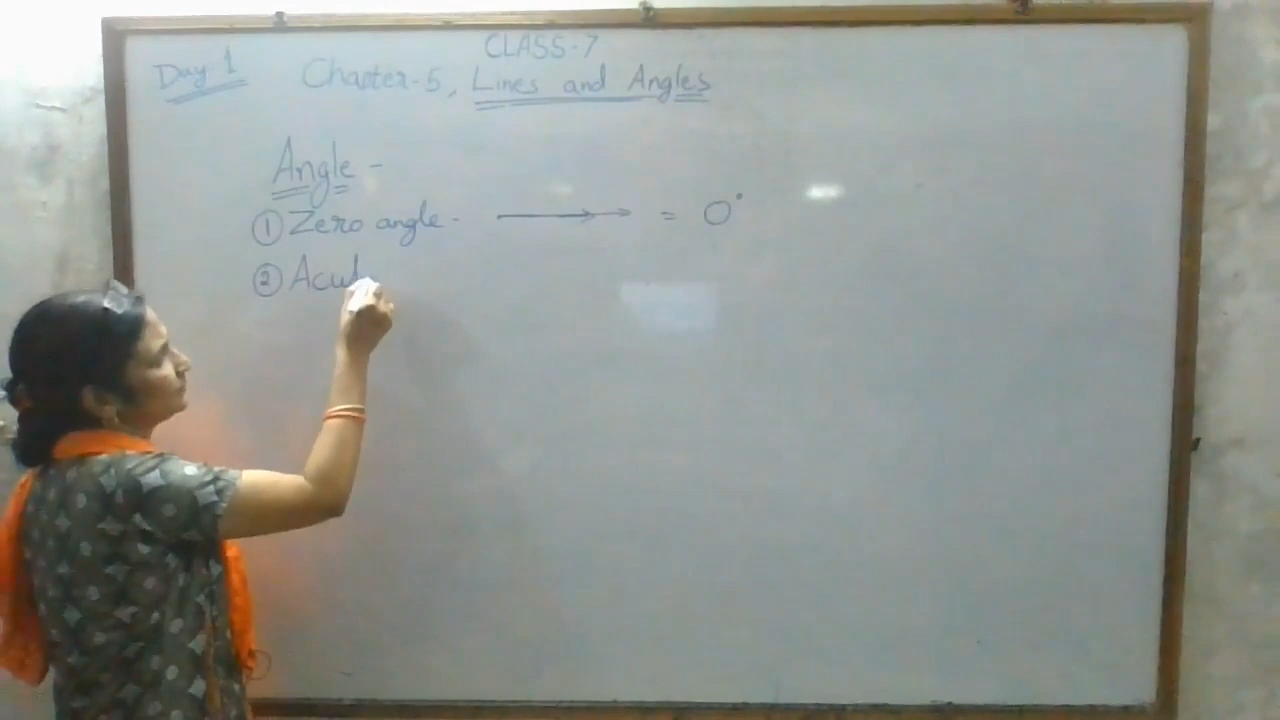 CLASS-7
Day 1
Chapter-5, Lines and Angles
Angle -
① Zero angle - = 0°
② Acut